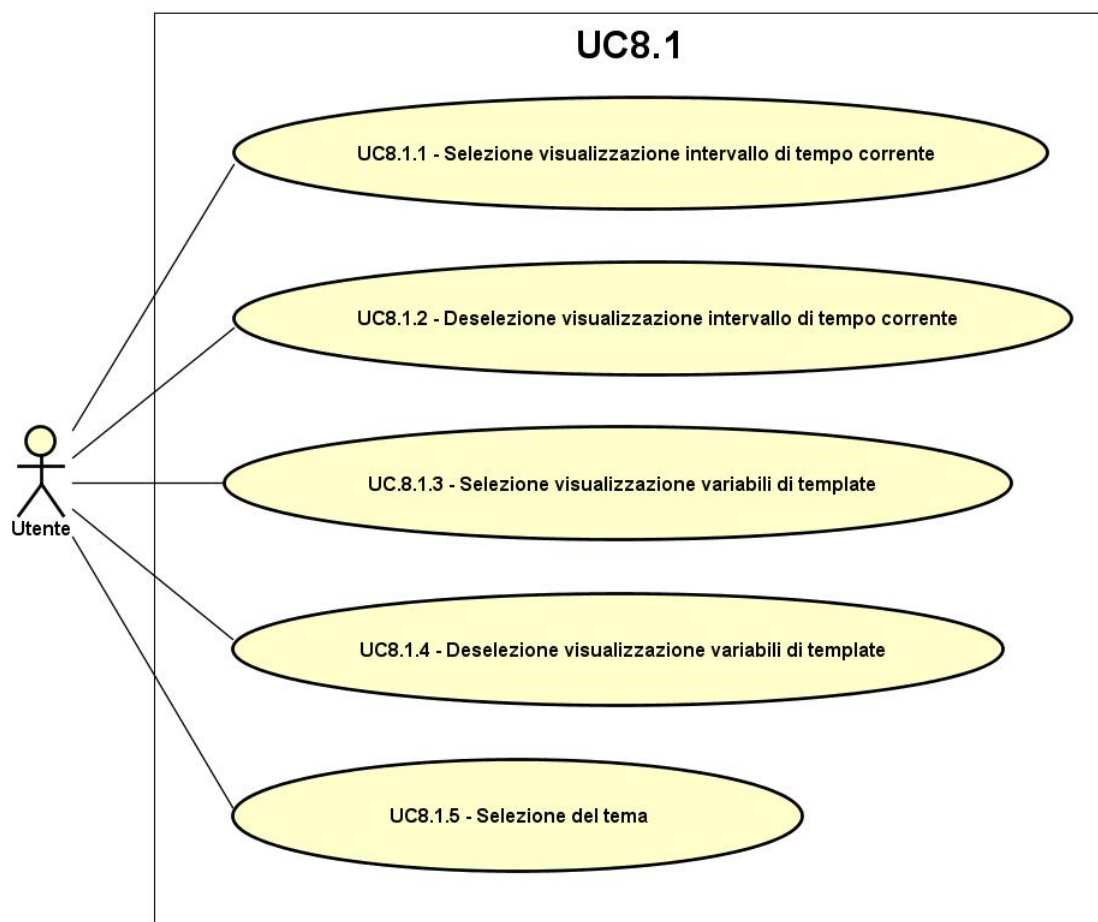 UC8.1
UC8.1.1 - Selezione visualizzazione intervallo di tempo corrente
UC8.1.2 - Deselezione visualizzazione intervallo di tempo corrente
UC.8.1.3 - Selezione visualizzazione variabili di template
Utente
UC8.1.4 - Deselezione visualizzazione variabili di template
UC8.1.5 - Selezione del tema